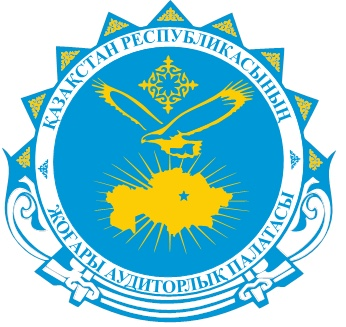 ҚАЗАҚСТАН РЕСПУБЛИКАСЫНЫҢ
ЖОҒАРЫ АУДИТОРЛЫҚ ПАЛАТАСЫ